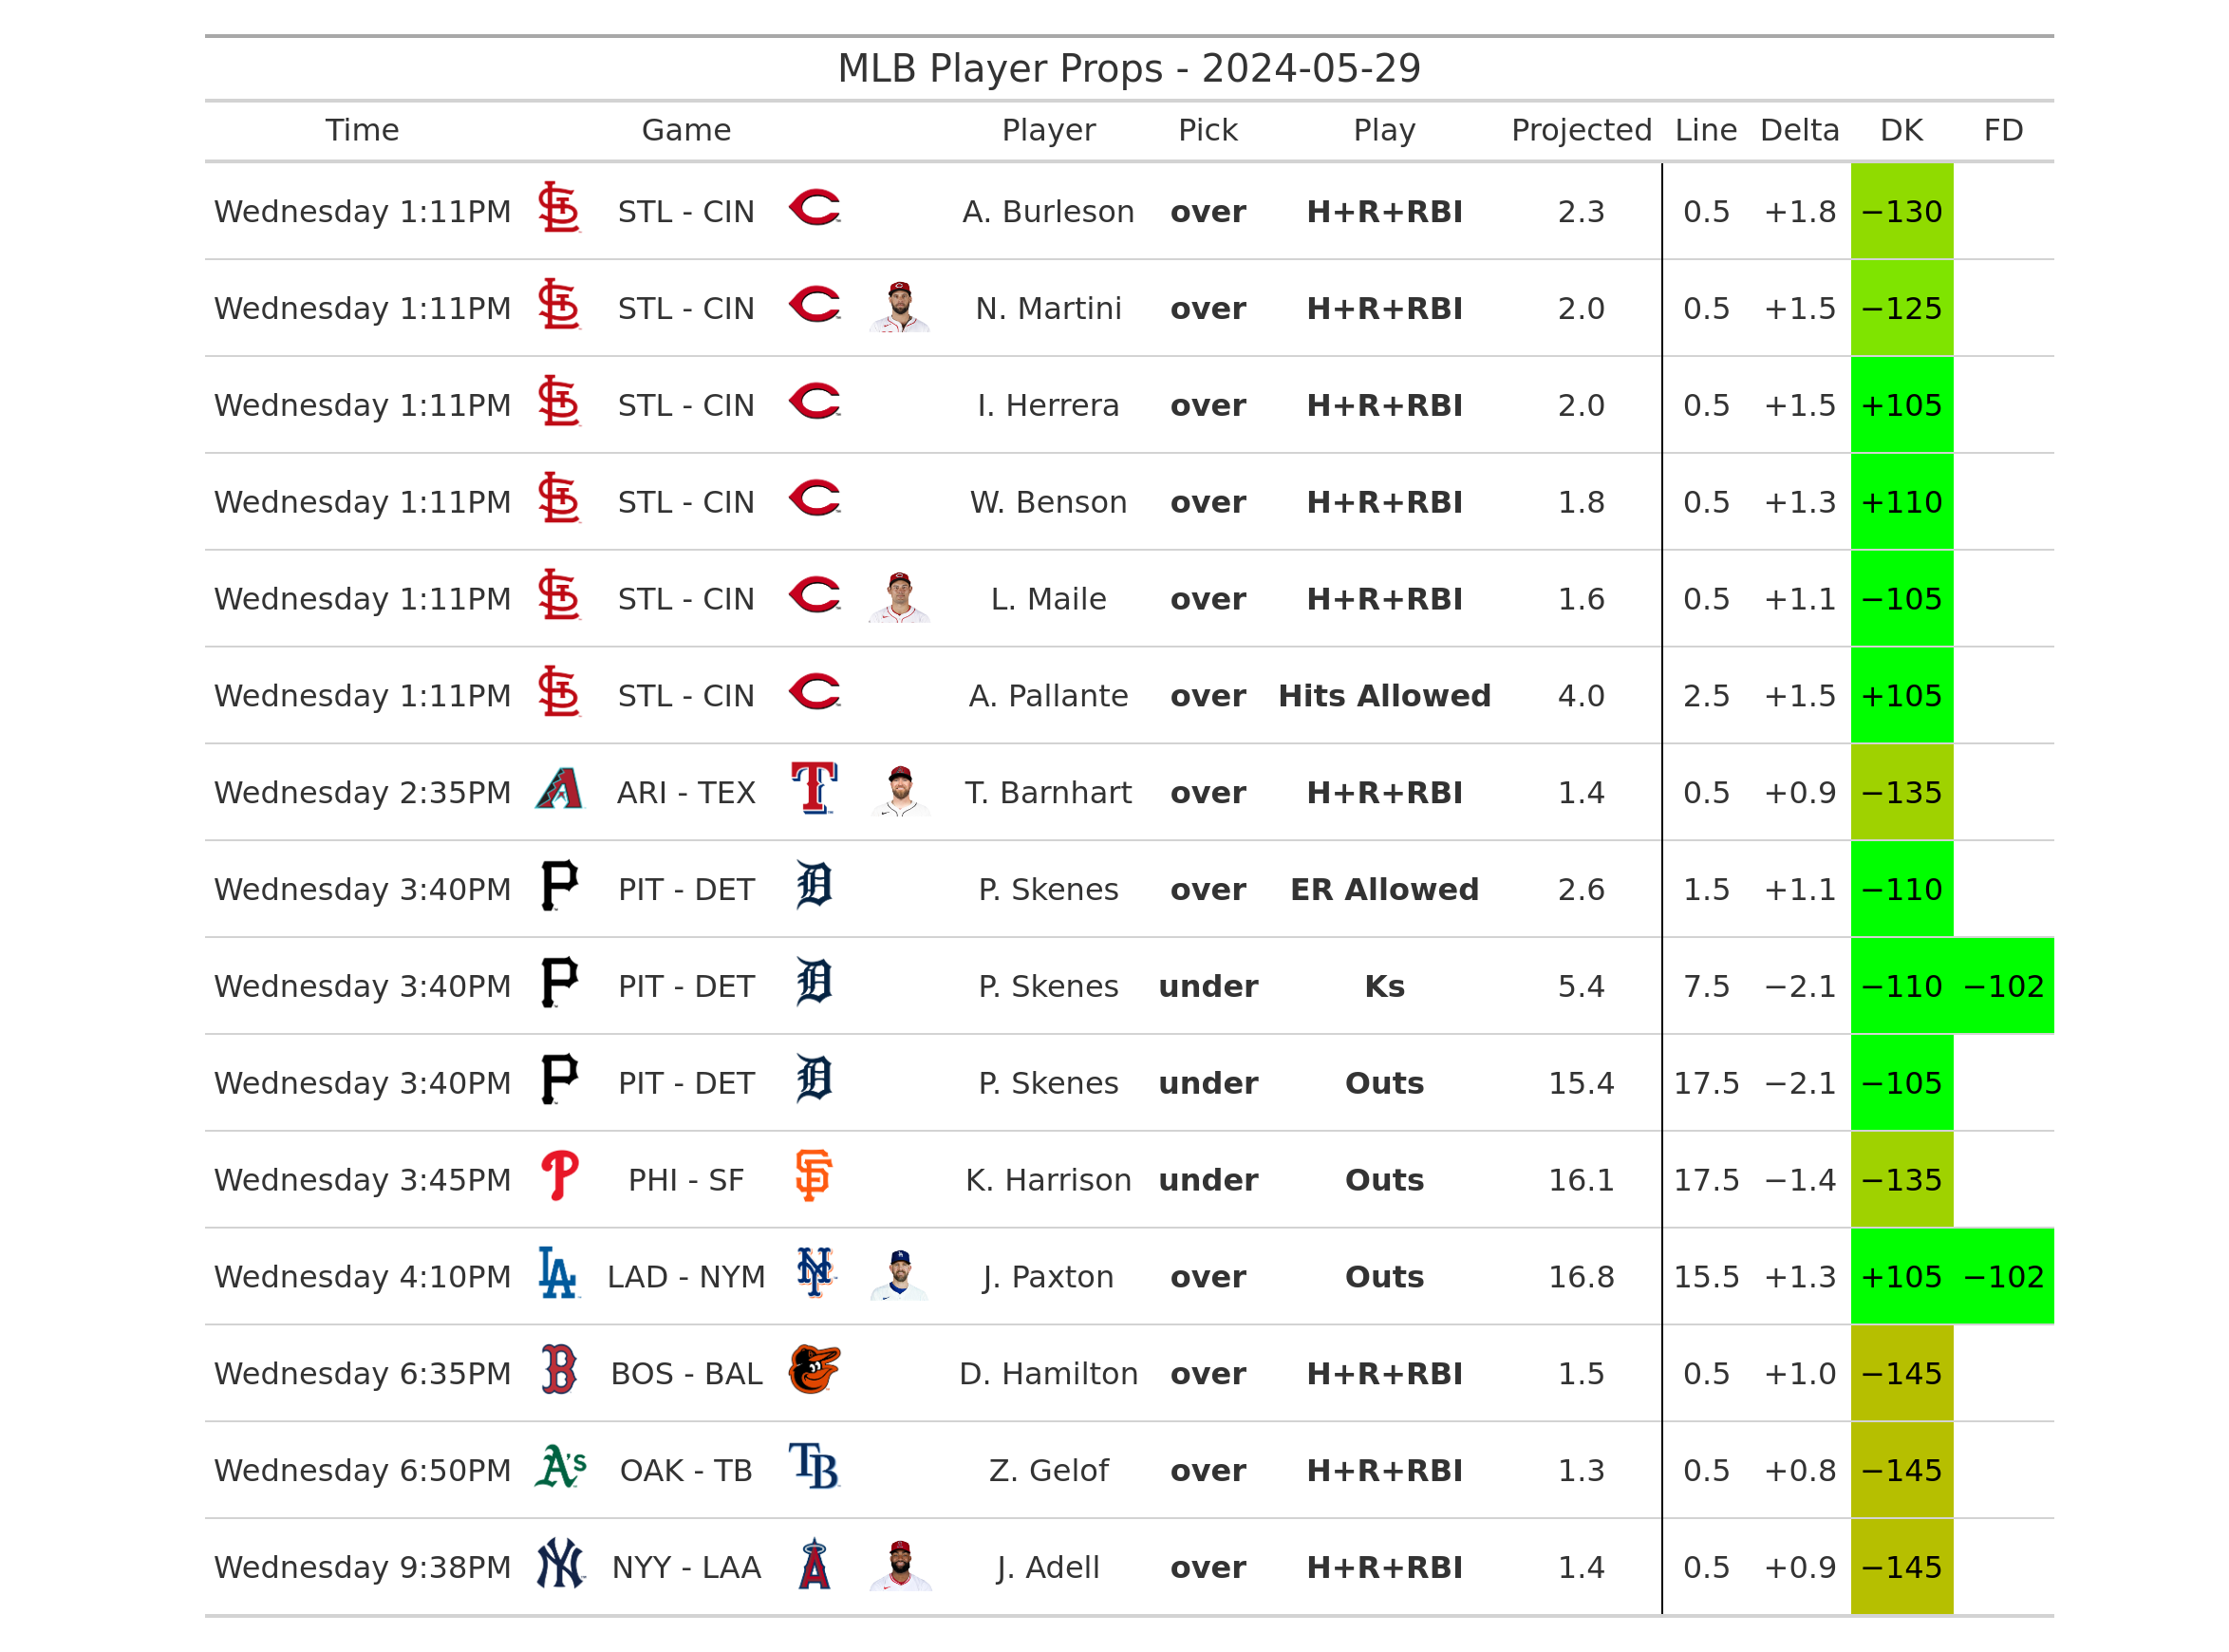 MLB Player Props - 2024-05-29
Time Game Player Pick Play Projected Line Delta DK FD
Wednesday 1:11PM STL - CIN A. Burleson over H+R+RBI 2.3 0.5 +1.8 −130
Wednesday 1:11PM STL - CIN N. Martini over H+R+RBI 2.0 0.5 +1.5 −125
Wednesday 1:11PM STL - CIN I. Herrera over H+R+RBI 2.0 0.5 +1.5 +105
Wednesday 1:11PM STL - CIN W. Benson over H+R+RBI 1.8 0.5 +1.3 +110
Wednesday 1:11PM STL - CIN L. Maile over H+R+RBI 1.6 0.5 +1.1 −105
Wednesday 1:11PM STL - CIN A. Pallante over Hits Allowed 4.0 2.5 +1.5 +105
Wednesday 2:35PM ARI - TEX T. Barnhart over H+R+RBI 1.4 0.5 +0.9 −135
Wednesday 3:40PM PIT - DET P. Skenes over ER Allowed 2.6 1.5 +1.1 −110
Wednesday 3:40PM PIT - DET P. Skenes under Ks 5.4 7.5 −2.1 −110 −102
Wednesday 3:40PM PIT - DET P. Skenes under Outs 15.4 17.5 −2.1 −105
Wednesday 3:45PM PHI - SF K. Harrison under Outs 16.1 17.5 −1.4 −135
Wednesday 4:10PM LAD - NYM J. Paxton over Outs 16.8 15.5 +1.3 +105 −102
Wednesday 6:35PM BOS - BAL D. Hamilton over H+R+RBI 1.5 0.5 +1.0 −145
Wednesday 6:50PM OAK - TB Z. Gelof over H+R+RBI 1.3 0.5 +0.8 −145
Wednesday 9:38PM NYY - LAA J. Adell over H+R+RBI 1.4 0.5 +0.9 −145